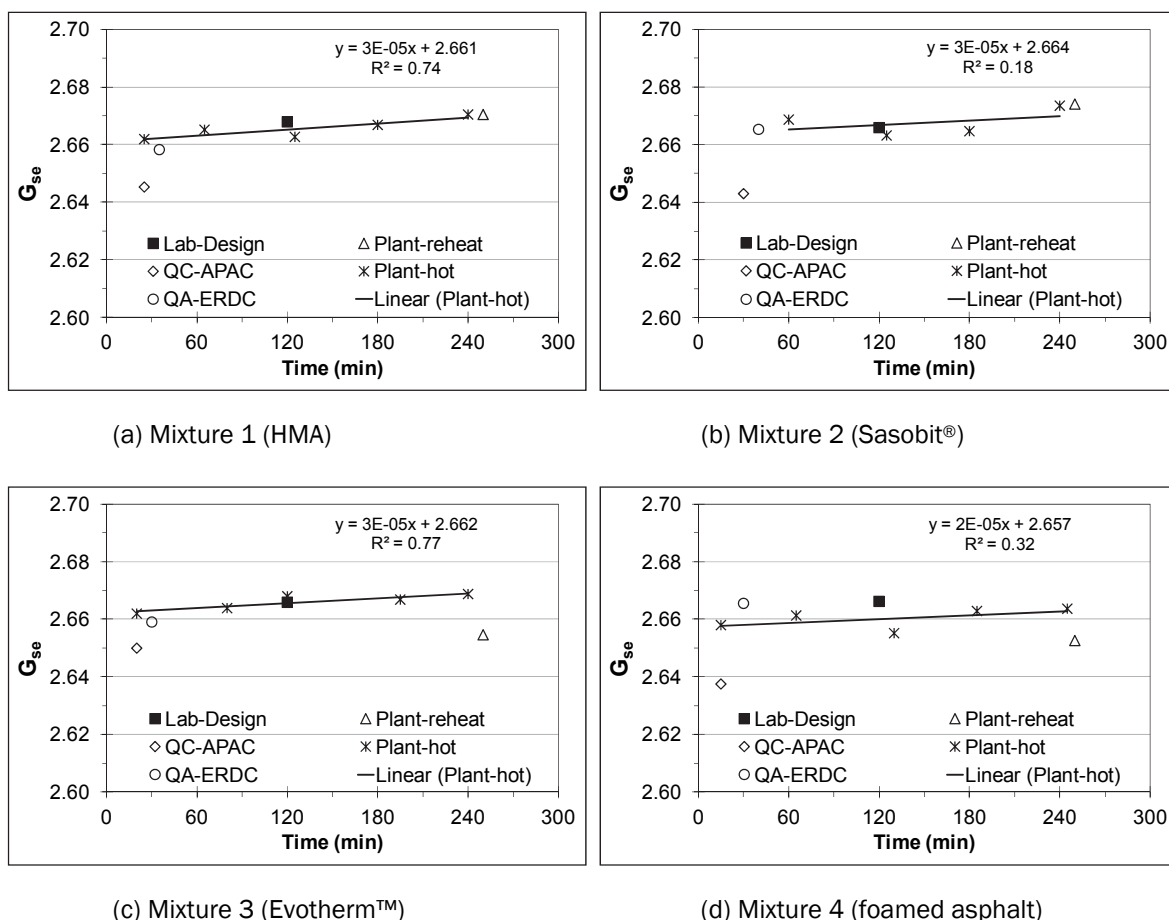 2.70
2.68
2.66
2.64
2.62
2.60
Gse
y = 3E-05x + 2.661
R² = 0.74
Lab-Design
Plant-reheat
QC-APAC
Plant-hot
QA-ERDC
Linear (Plant-hot)
0 60 120 180 240 300
Time (min)
(a) Mixture 1 (HMA)
2.70
2.68
2.66
2.64
2.62
2.60
Gse
y = 3E-05x + 2.664
R² = 0.18
Lab-Design
Plant-reheat
QC-APAC
Plant-hot
QA-ERDC
Linear (Plant-hot)
0 60 120 180 240 300
Time (min)
(b) Mixture 2 (Sasobit®)
2.70
2.68
2.66
2.64
2.62
2.60
Gse
y = 3E-05x + 2.662
R² = 0.77
Lab-Design
Plant-reheat
QC-APAC
Plant-hot
QA-ERDC
Linear (Plant-hot)
0 60 120 180 240 300
Time (min)
(c) Mixture 3 (Evotherm™)
2.70
2.68
2.66
2.64
2.62
2.60
Gse
y = 2E-05x + 2.657
R² = 0.32
Lab-Design
Plant-reheat
QC-APAC
Plant-hot
QA-ERDC
Linear (Plant-hot)
0 60 120 180 240 300
Time (min)
(d) Mixture 4 (foamed asphalt)